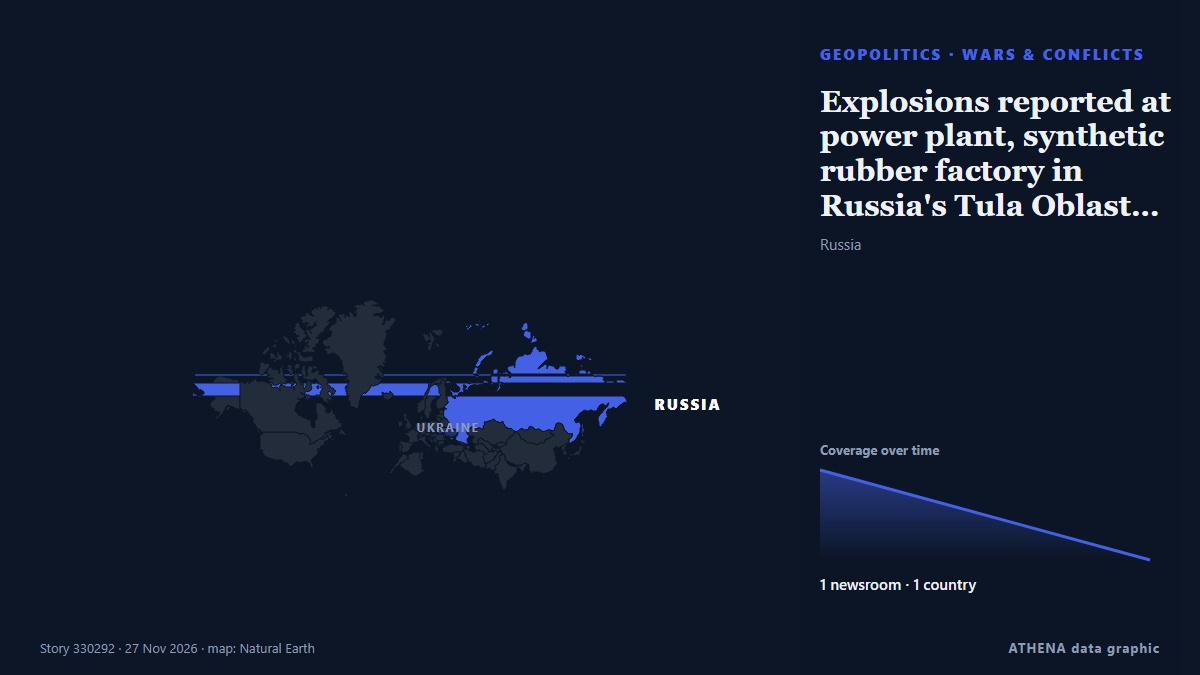 GEOPOLITICS · WARS & CONFLICTS
Explosions reported at
power plant, synthetic
rubber factory in
Russia's Tula Oblast...
Russia
RUSSIA
UKRAINE
Coverage over time
1 newsroom · 1 country
Story 330292 · 27 Nov 2026 · map: Natural Earth
ATHENA data graphic